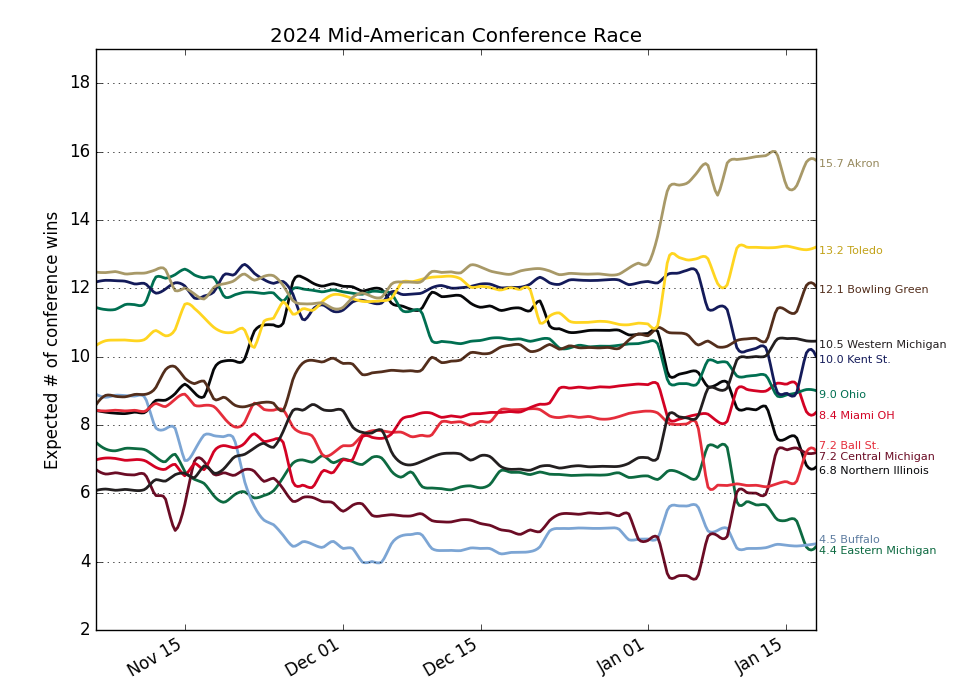 2024 Mid-American Conference Race
Expected # of conference wins
18
16
14
12
10
8
6
4
2
Nov 15
Dec 01
Dec 15
Jan 01
Jan 15
15.7 Akron
13.2 Toledo
12.1 Bowling Green
10.5 Western Michigan
10.0 Kent St.
9.0 Ohio
8.4 Miami OH
7.2 Ball St.
7.2 Central Michigan
6.8 Northern Illinois
4.5 Buffalo
4.4 Eastern Michigan